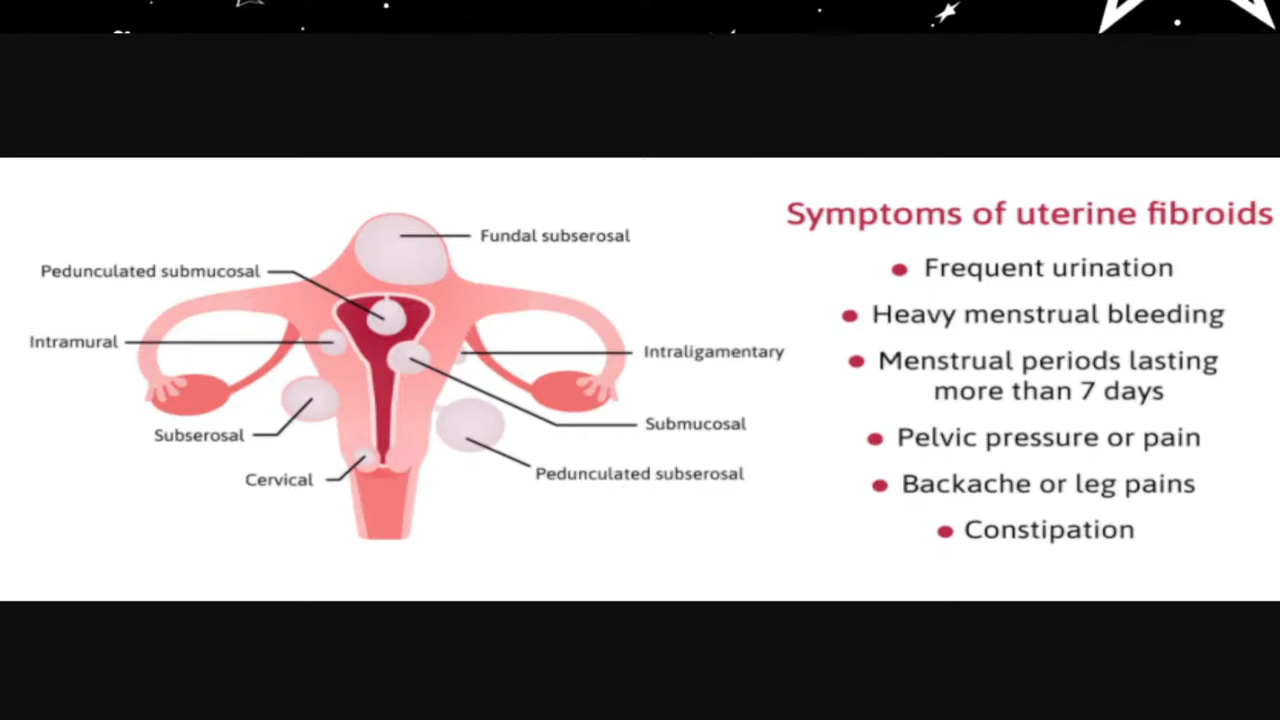 Symptoms of uterine fibroids
Fundal subserosal
Pedunculated submucosal
Intramural
Intraligamentary
Subserosal
Submucosal
Cervical
Pedunculated subserosal
Frequent urination
Heavy menstrual bleeding
Menstrual periods lasting
more than 7 days
Pelvic pressure or pain
Backache or leg pains
Constipation